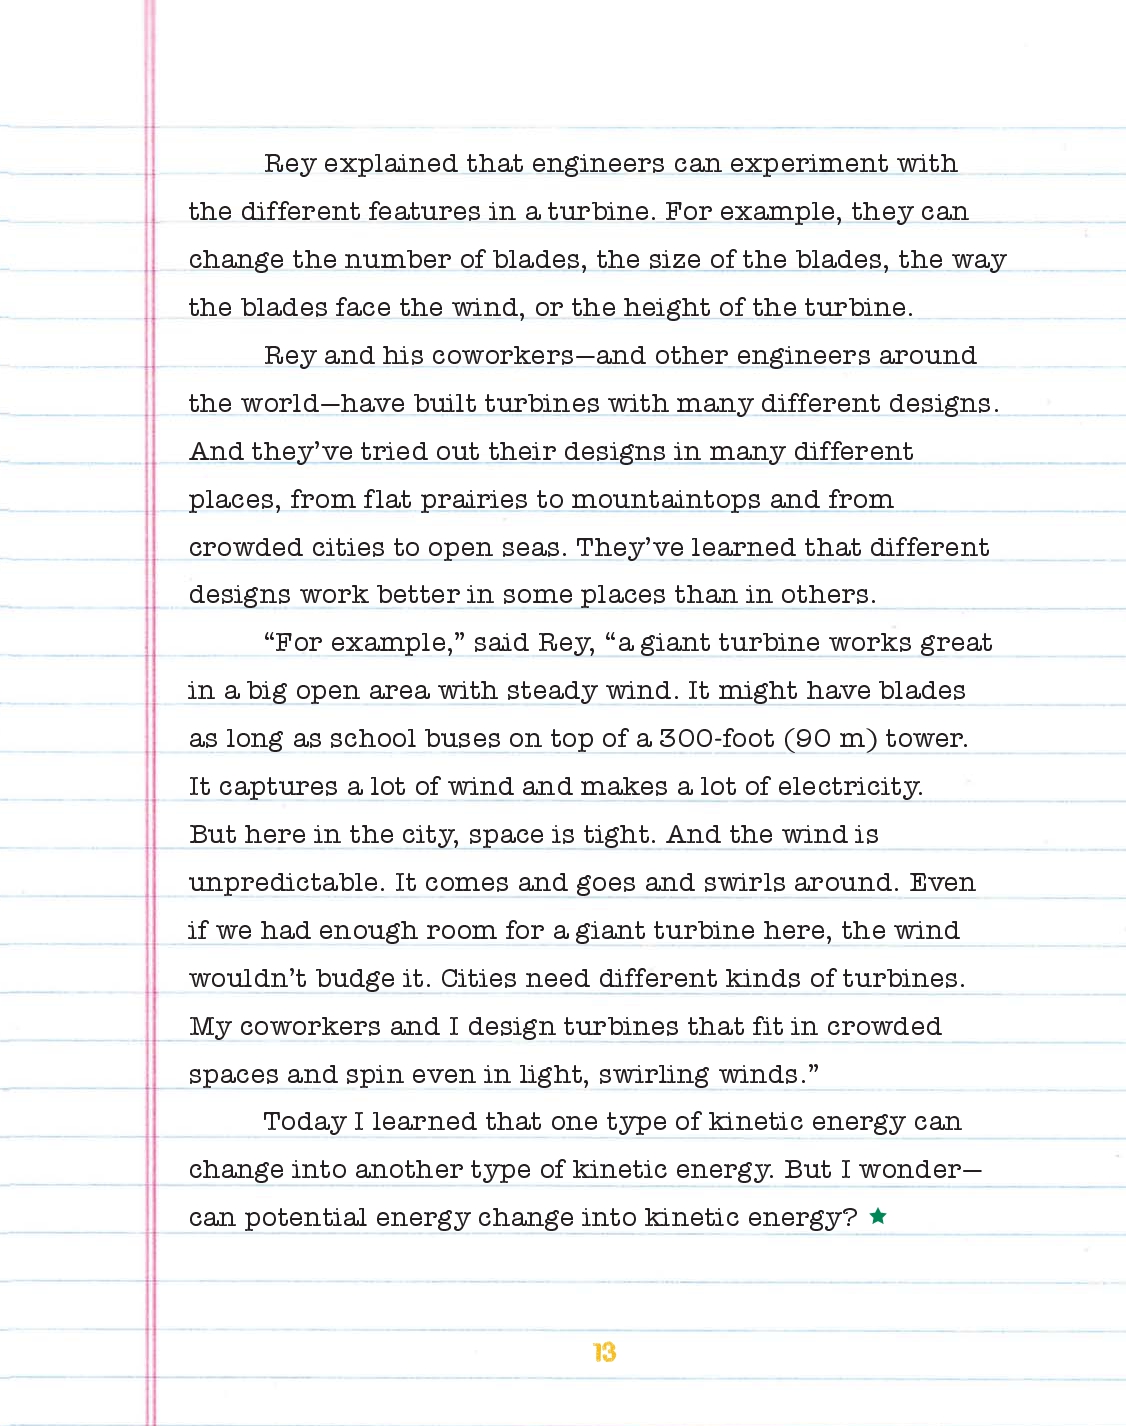 Rey explained that engineers can experiment with
the different features in a turbine. For example, they can
change the number of blades, the size of the blades, the way
the blades face the wind, or the height of the turbine.
Rey and his coworkers—and other engineers around
the world—have built turbines with many different designs.
And they’ve tried out their designs in many different
places, from flat prairies to mountaintops and from
crowded cities to open seas. They’ve learned that different
designs work better in some places than in others.
“For example,” said Rey, “a giant turbine works great
in a big open area with steady wind. It might have blades
as long as school buses on top of a 300-foot (90 m) tower.
It captures a lot of wind and makes a lot of electricity.
But here in the city, space is tight. And the wind is
unpredictable. It comes and goes and swirls around. Even
if we had enough room for a giant turbine here, the wind
wouldn’t budge it. Cities need different kinds of turbines.
My coworkers and I design turbines that fit in crowded
spaces and spin even in light, swirling winds.”
Today I learned that one type of kinetic energy can
change into another type of kinetic energy. But I wonder—
can potential energy change into kinetic energy? ★
13